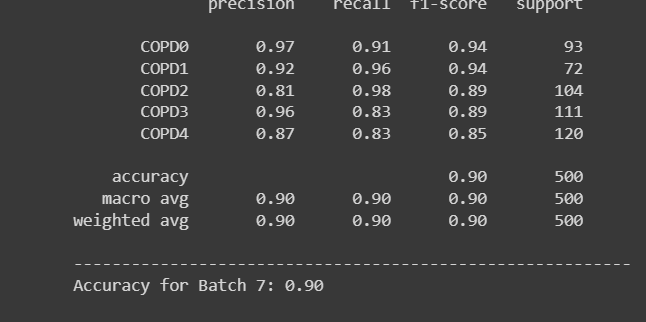 precision recall f1-score support
COPD0 0.97 0.91 0.94 93
COPD1 0.92 0.96 0.94 72
COPD2 0.81 0.98 0.89 104
COPD3 0.96 0.83 0.89 111
COPD4 0.87 0.83 0.85 120
accuracy 0.90 500
macro avg 0.90 0.90 0.90 500
weighted avg 0.90 0.90 0.90 500
----------------------------------------------------------
Accuracy for Batch 7: 0.90